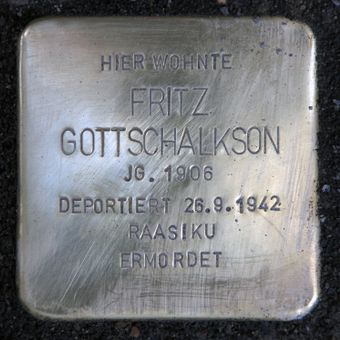 HIER WOHNTE
FRITZ
GOTTSCHALKSON
JG. 1906
DEPORTIERT 26.9.1942
RAASIKU
ERMORDET